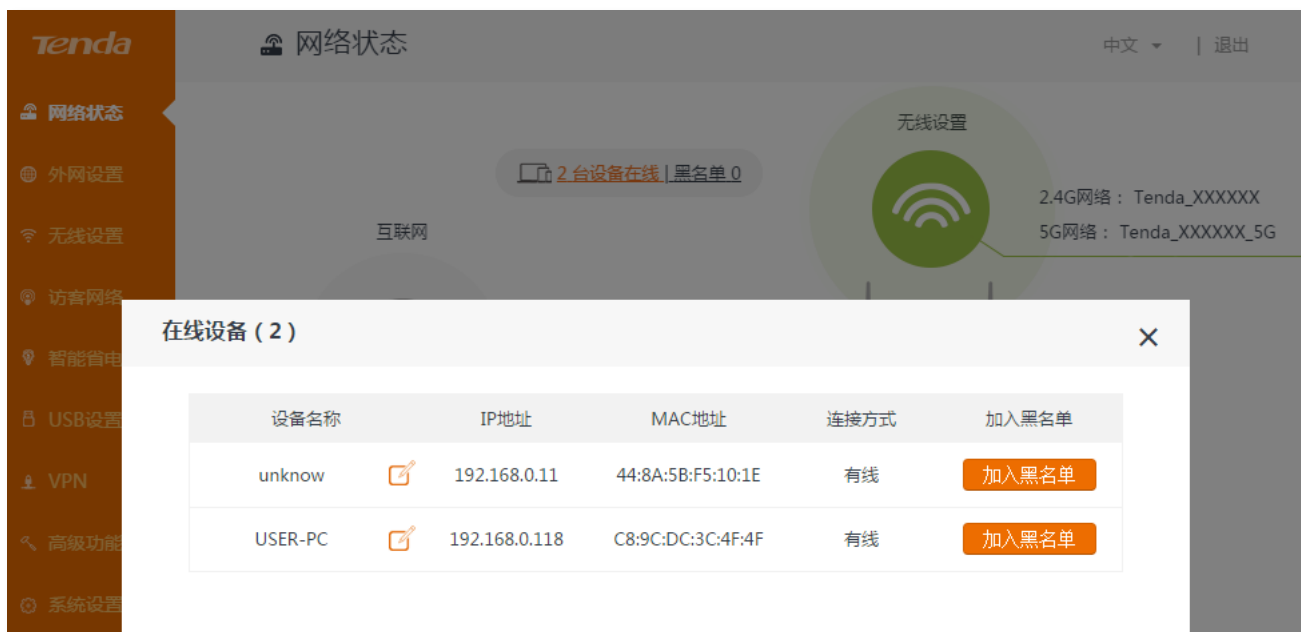 Tenda
网络状态
中文
| 退出
网络状态
外网设置
无线设置
访客网络
智能省电
USB设置
VPN
高级功能
系统设置
无线设置
2 台设备在线 | 黑名单 0
2.4G网络： Tenda_XXXXXX
5G网络： Tenda_XXXXXX_5G
互联网
在线设备（2）
设备名称 IP地址 MAC地址 连接方式 加入黑名单
unknow 192.168.0.11 44:8A:5B:F5:10:1E 有线 加入黑名单
USER-PC 192.168.0.118 C8:9C:DC:3C:4F:4F 有线 加入黑名单